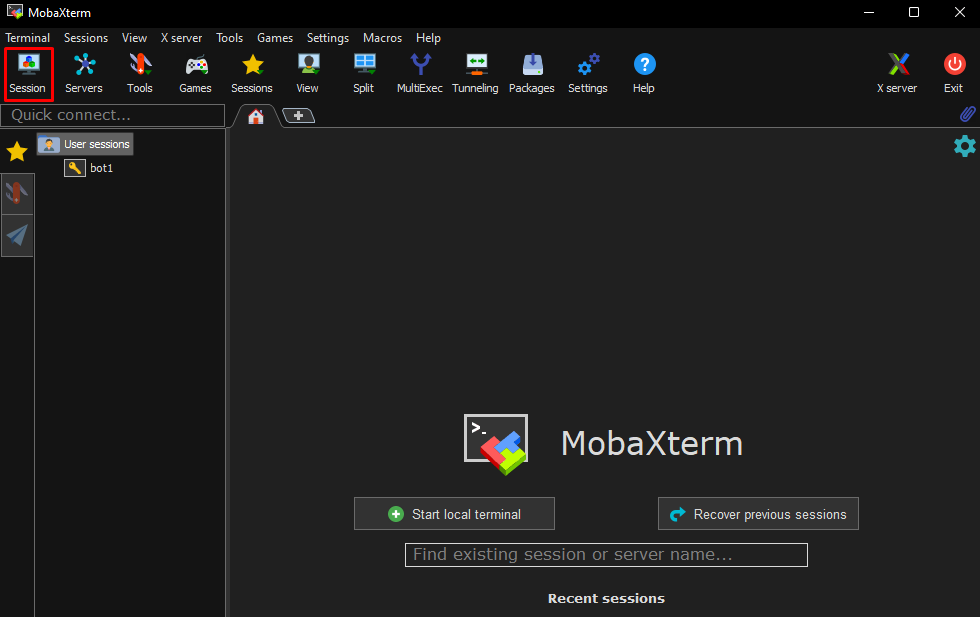 MobaXterm
Terminal Sessions View X server Tools Games Settings Macros Help
Session Servers Tools Games Sessions View Split MultiExec Tunneling Packages Settings Help X server Exit
Quick connect...
User sessions
bot1
>_
MobaXterm
Start local terminal Recover previous sessions
Find existing session or server name...
Recent sessions